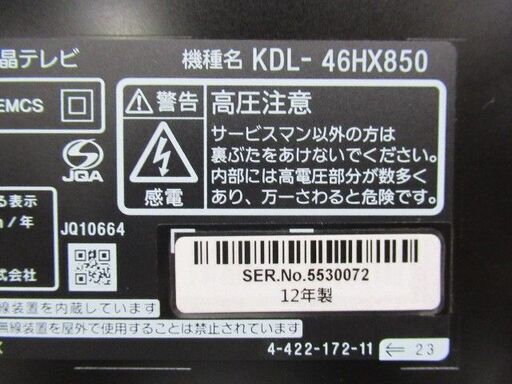 晶テレビ
機種名 KDL- 46HX850
EMCS
警告
高圧注意
感電
サービスマン以外の方は
裏ぶたをあけないでください。
内部には高電圧部分が数多く
あり、万一さわると危険です。
JQA
る表示
/年
JQ10664
式会社
SER.No.5530072
12年製
線装置を内蔵しています
無線装置を屋外で使用することは禁止されています
4-422-172-11 ⇐ 23